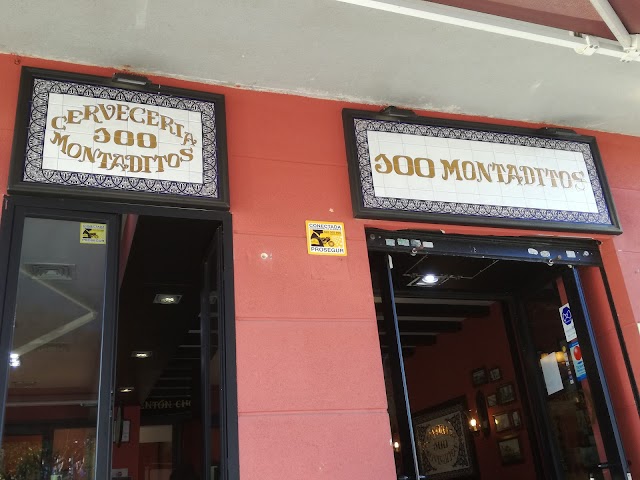 CERVECERIA
100
MONTADITOS
100 MONTADITOS
CONECTADA
PROSEGUR